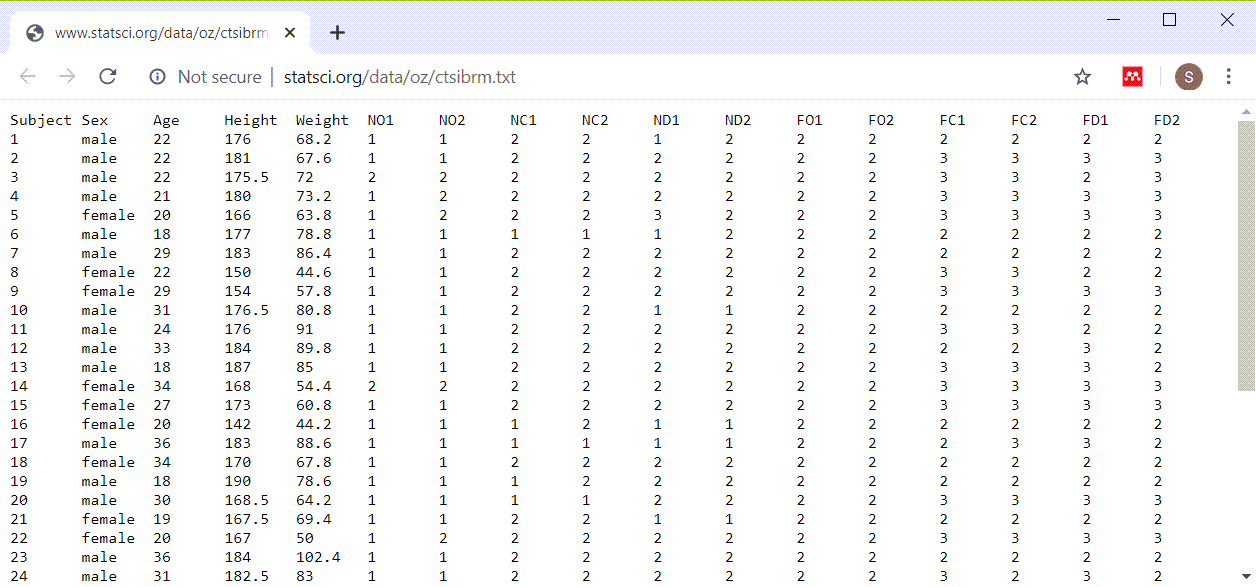 www.statsci.org/data/oz/ctsibrm
Not secure | statsci.org/data/oz/ctsibrm.txt S
Subject Sex Age Height Weight NO1 NO2 NC1 NC2 ND1 ND2 FO1 FO2 FC1 FC2 FD1 FD2
1 male 22 176 68.2 1 1 2 2 1 2 2 2 2 2 2 2
2 male 22 181 67.6 1 1 2 2 2 2 2 2 3 3 3 3
3 male 22 175.5 72 2 2 2 2 2 2 2 2 3 3 2 3
4 male 21 180 73.2 1 2 2 2 2 2 2 2 3 3 3 3
5 female 20 166 63.8 1 2 2 2 3 2 2 2 3 3 3 3
6 male 18 177 78.8 1 1 1 1 1 2 2 2 2 2 2 2
7 male 29 183 86.4 1 1 2 2 2 2 2 2 2 2 2 2
8 female 22 150 44.6 1 1 2 2 2 2 2 2 3 3 2 2
9 female 29 154 57.8 1 1 2 2 2 2 2 2 3 3 3 3
10 male 31 176.5 80.8 1 1 2 2 1 1 2 2 2 2 2 2
11 male 24 176 91 1 1 2 2 2 2 2 2 3 3 2 2
12 male 33 184 89.8 1 1 2 2 2 2 2 2 2 2 3 2
13 male 18 187 85 1 1 2 2 2 2 2 2 3 3 3 2
14 female 34 168 54.4 2 2 2 2 2 2 2 2 3 3 3 3
15 female 27 173 60.8 1 1 2 2 2 2 2 2 3 3 3 3
16 female 20 142 44.2 1 1 1 2 1 1 2 2 2 2 2 2
17 male 36 183 88.6 1 1 1 1 1 1 2 2 2 3 3 2
18 female 34 170 67.8 1 1 2 2 2 2 2 2 2 2 2 2
19 male 18 190 78.6 1 1 1 2 2 2 2 2 2 2 2 2
20 male 30 168.5 64.2 1 1 1 1 2 2 2 2 3 3 3 3
21 female 19 167.5 69.4 1 1 2 2 1 1 2 2 2 2 2 2
22 female 20 167 50 1 2 2 2 2 2 2 2 3 3 3 3
23 male 36 184 102.4 1 1 2 2 2 2 2 2 2 2 2 2
24 male 31 182.5 83 1 1 2 2 2 2 2 2 3 2 3 2